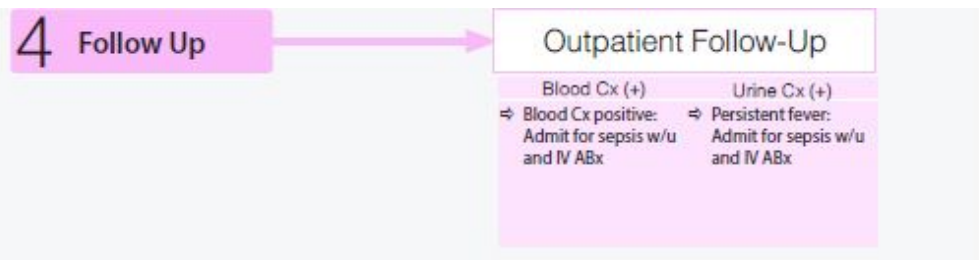 4 Follow Up
Outpatient Follow-Up
Blood Cx (+)
⇨ Blood Cx positive:
Admit for sepsis w/u
and IV ABx
Urine Cx (+)
⇨ Persistent fever:
Admit for sepsis w/u
and IV ABx